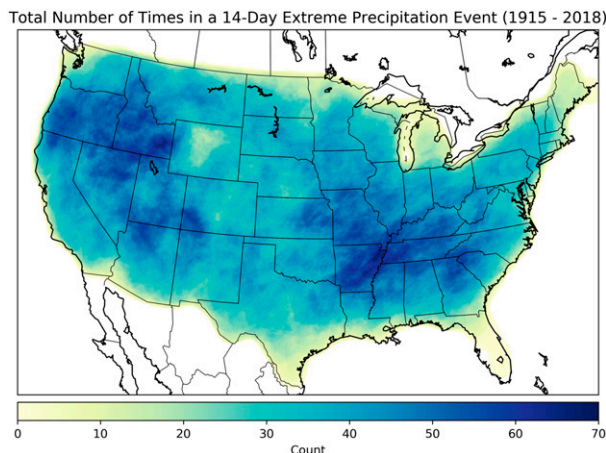 Total Number of Times in a 14-Day Extreme Precipitation Event (1915 - 2018)
0 10 20 30 40 50 60 70
Count